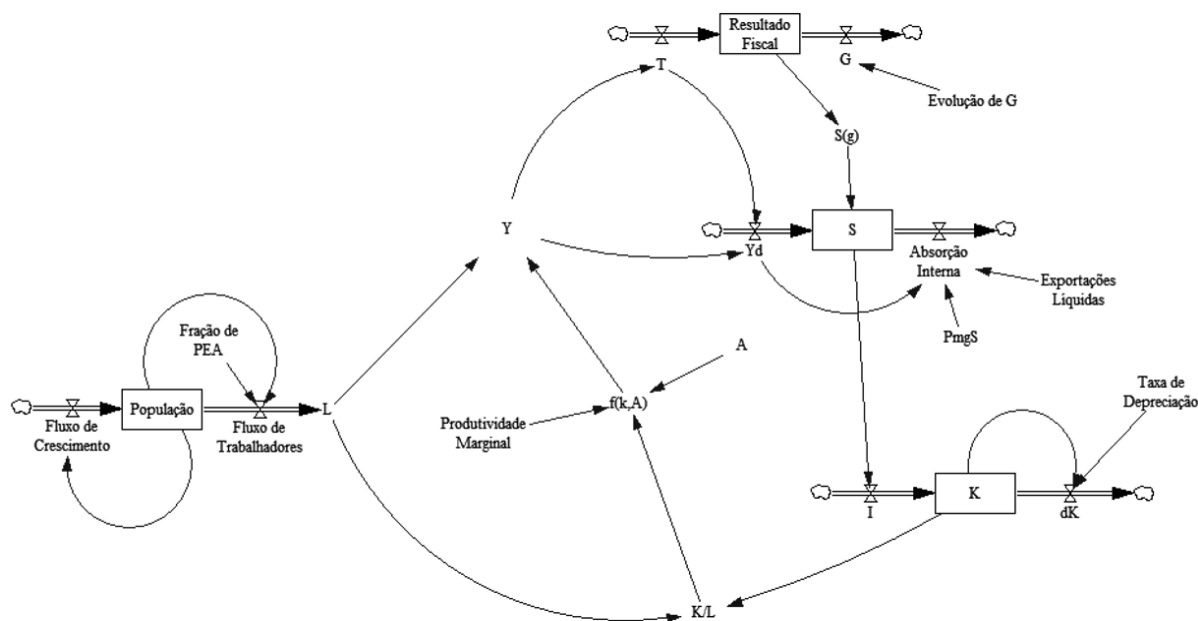 Resultado
Fiscal
T
G
Evolução de G
S(g)
Y
S
Yd
Absorção
Interna
Exportações
Liquidas
PmgS
A
Fração de
PEA
População
L
Fluxo de
Crescimento
Fluxo de
Trabalhadores
f(k,A)
Produtividade
Marginal
Taxa de
Depreciação
K
I
dK
K/L